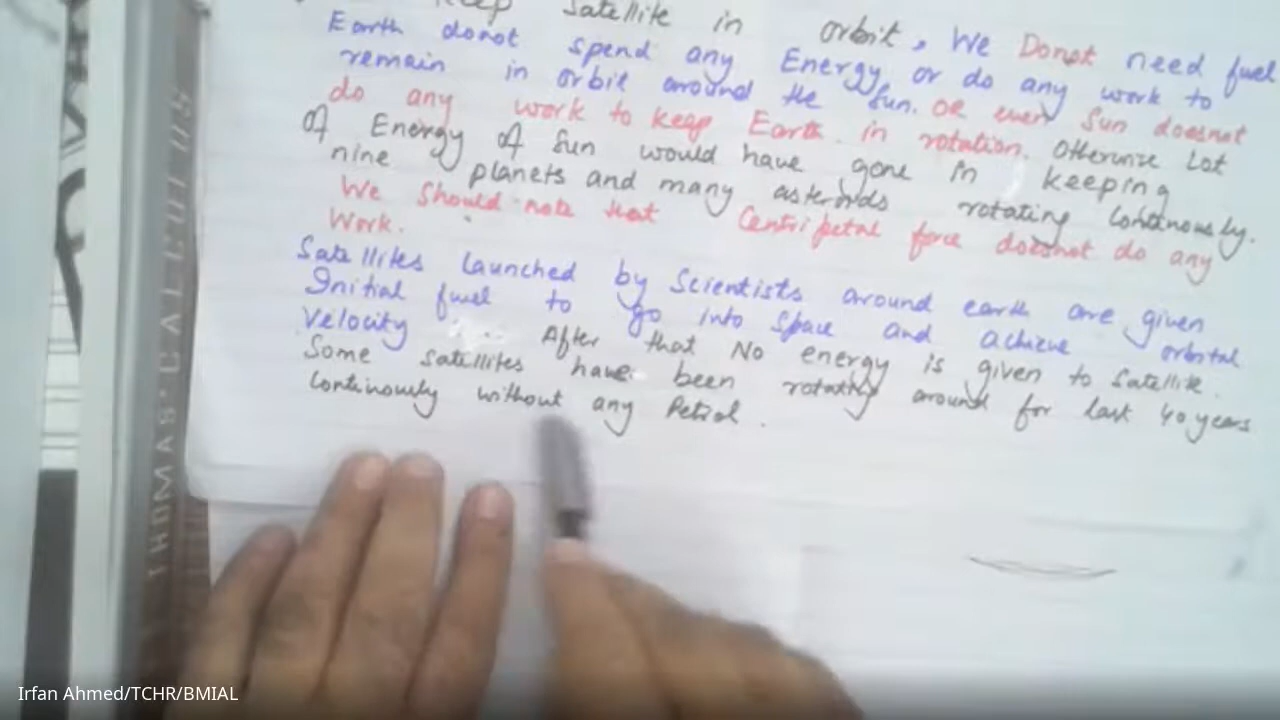 Keep Satellite in orbit, We Donot need fuel
Earth donot spend any Energy or do any work to
remain in orbit around the Sun. OR even Sun doesnot
do any work to keep Earth in rotation. Otherwise Lot
Of Energy Of Sun would have gone in keeping
nine planets and many asteroids rotating continously.
We should note that Centripetal force doesnot do any
Work.
Satellites launched by Scientists around earth are given
Initial fuel to go into space and achieve orbital
Velocity After that No energy is given to Satellite.
Some satellites have been rotating around for last 40 years
continously without any Petrol.
THOMAS' CALCULUS
Irfan Ahmed/TCHR/BMIAL